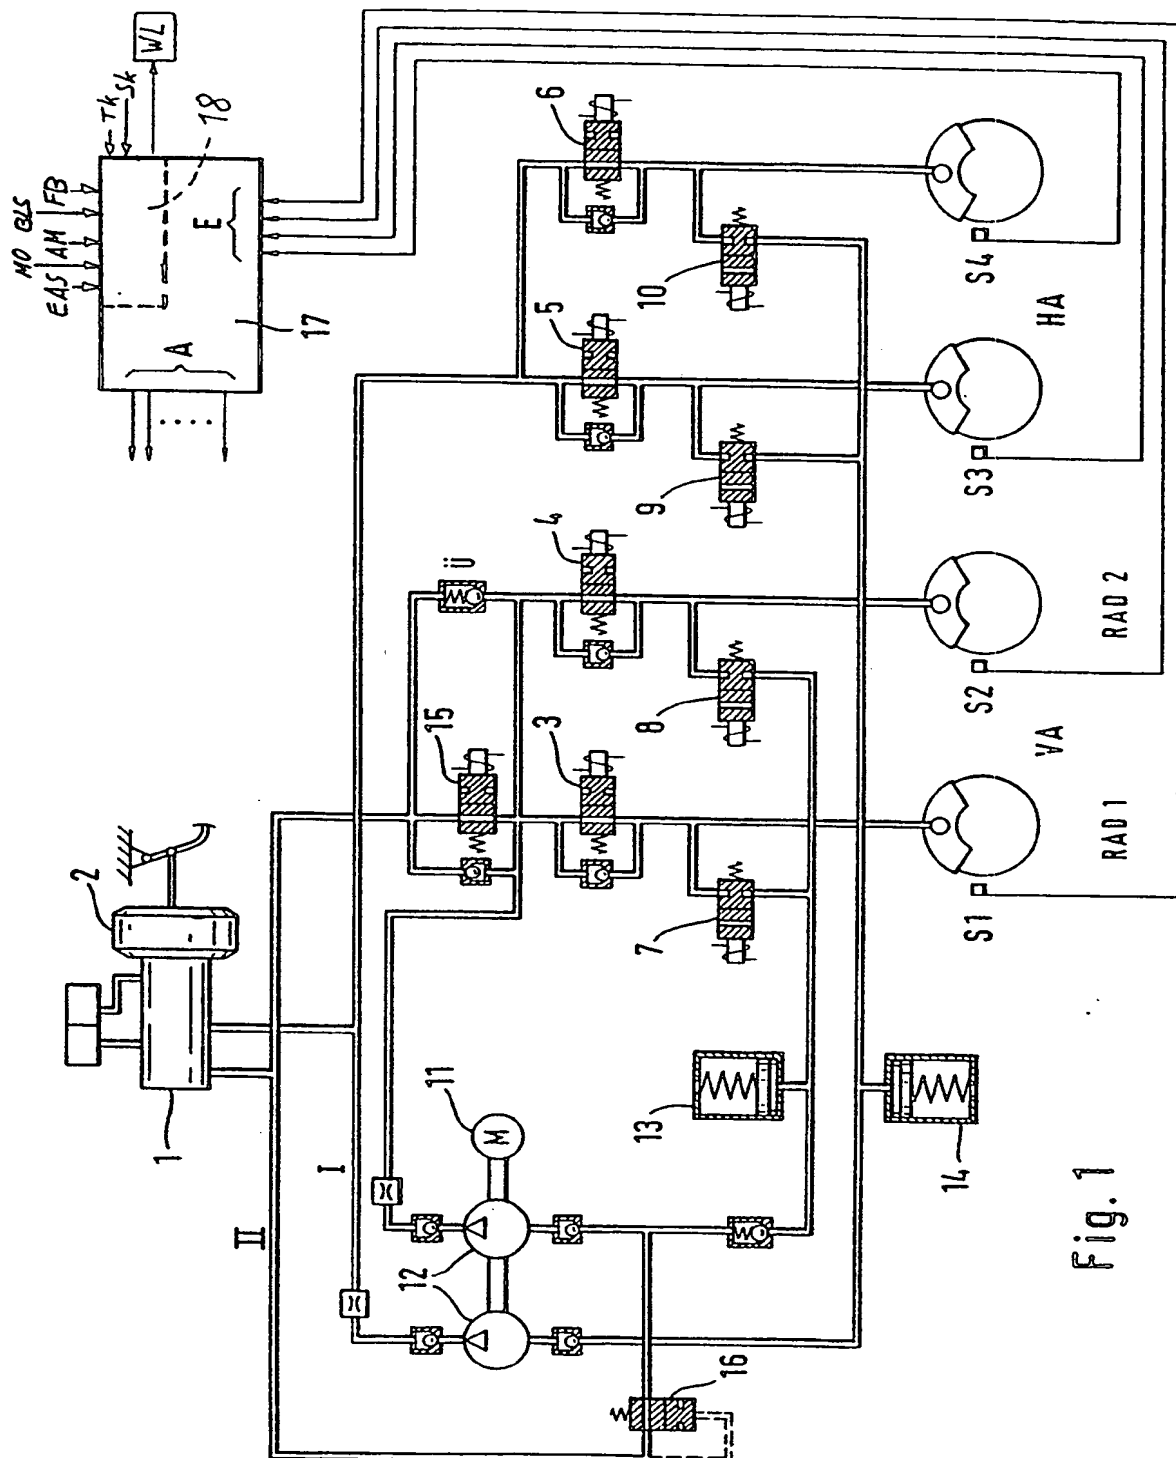 MO BLS
EAS AM FB
Tk
Sk
WL
A
E
17
18
2
1
II
I
15
Ü
3
4
5
6
11
M
12
7
8
9
10
13
14
16
S1
S2
S3
S4
RAD 1
RAD 2
VA
HA
Fig. 1